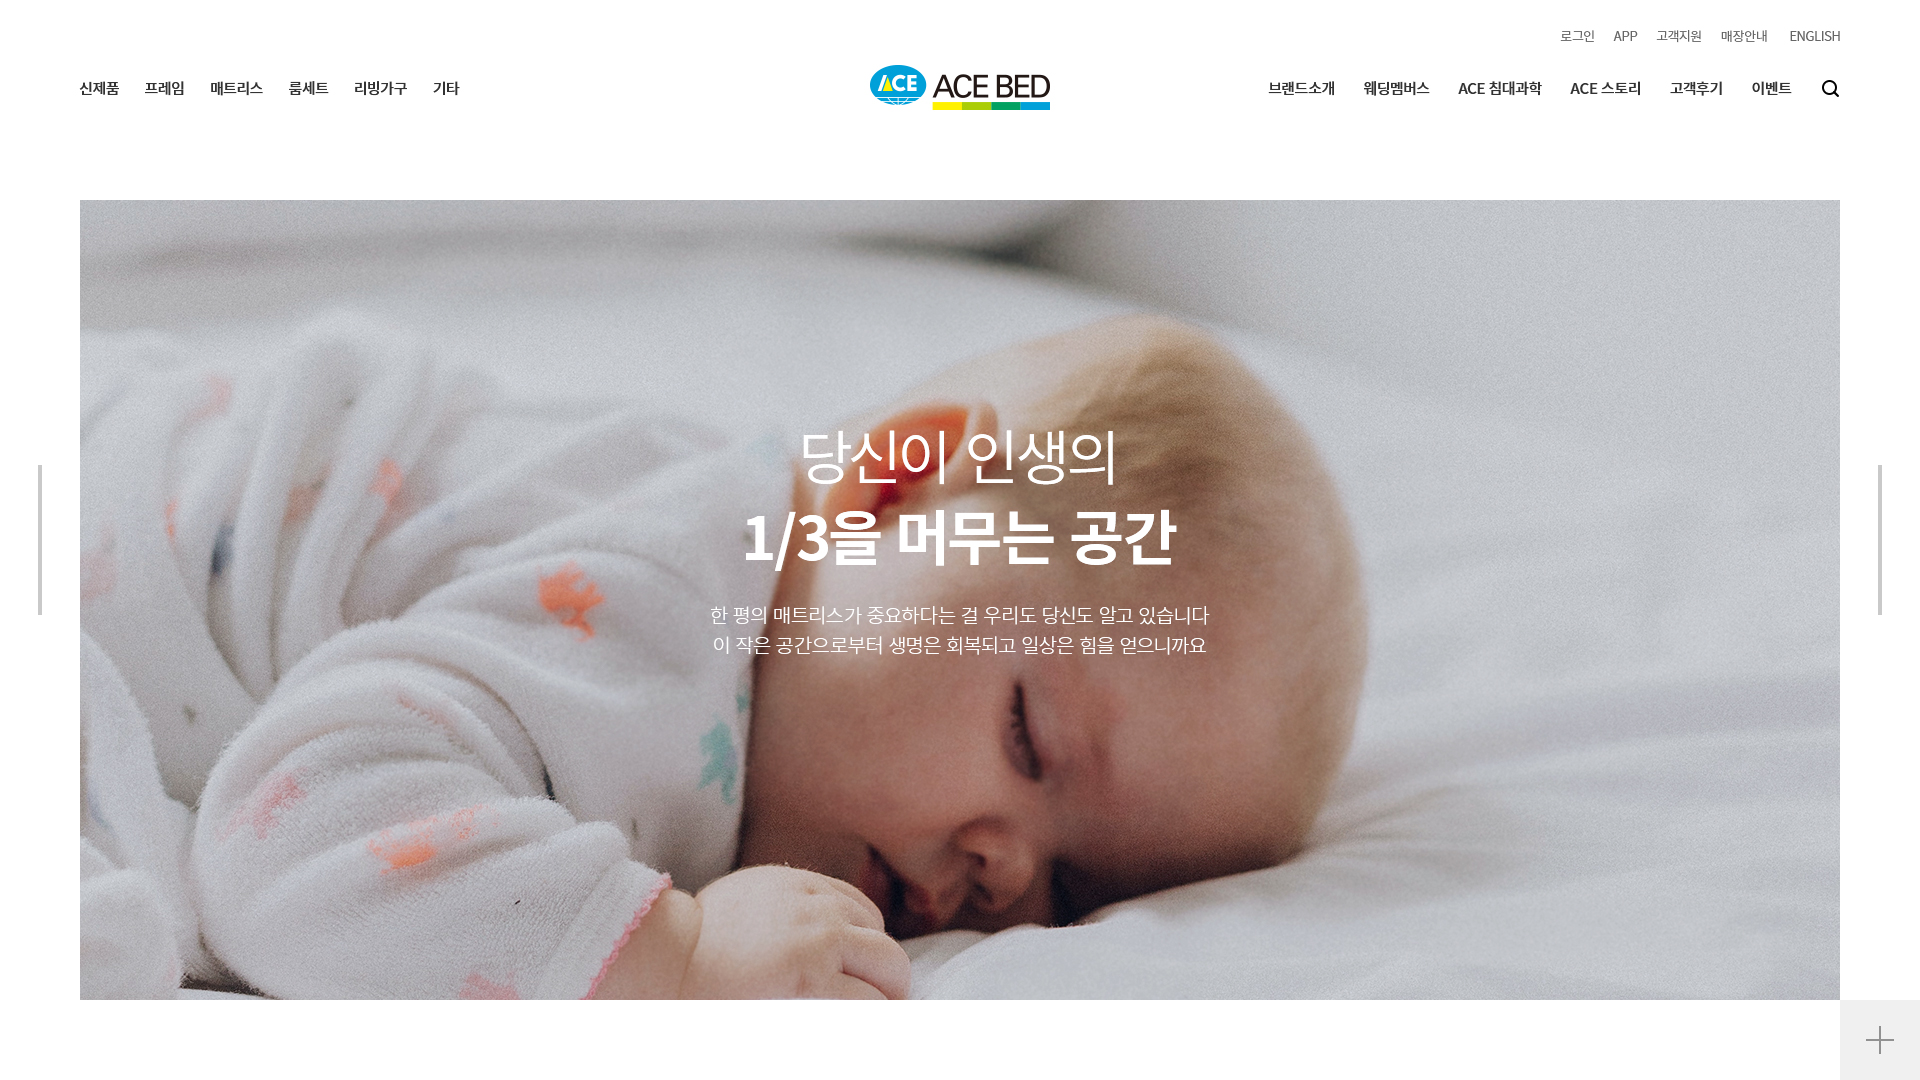 로그인 APP 고객지원 매장안내 ENGLISH
신제품 프레임 매트리스 룸세트 리빙가구 기타
ACE ACE BED
브랜드소개 웨딩멤버스 ACE 침대과학 ACE 스토리 고객후기 이벤트
당신이 인생의
1/3을 머무는 공간
한 평의 매트리스가 중요하다는 걸 우리도 당신도 알고 있습니다
이 작은 공간으로부터 생명은 회복되고 일상은 힘을 얻으니까요